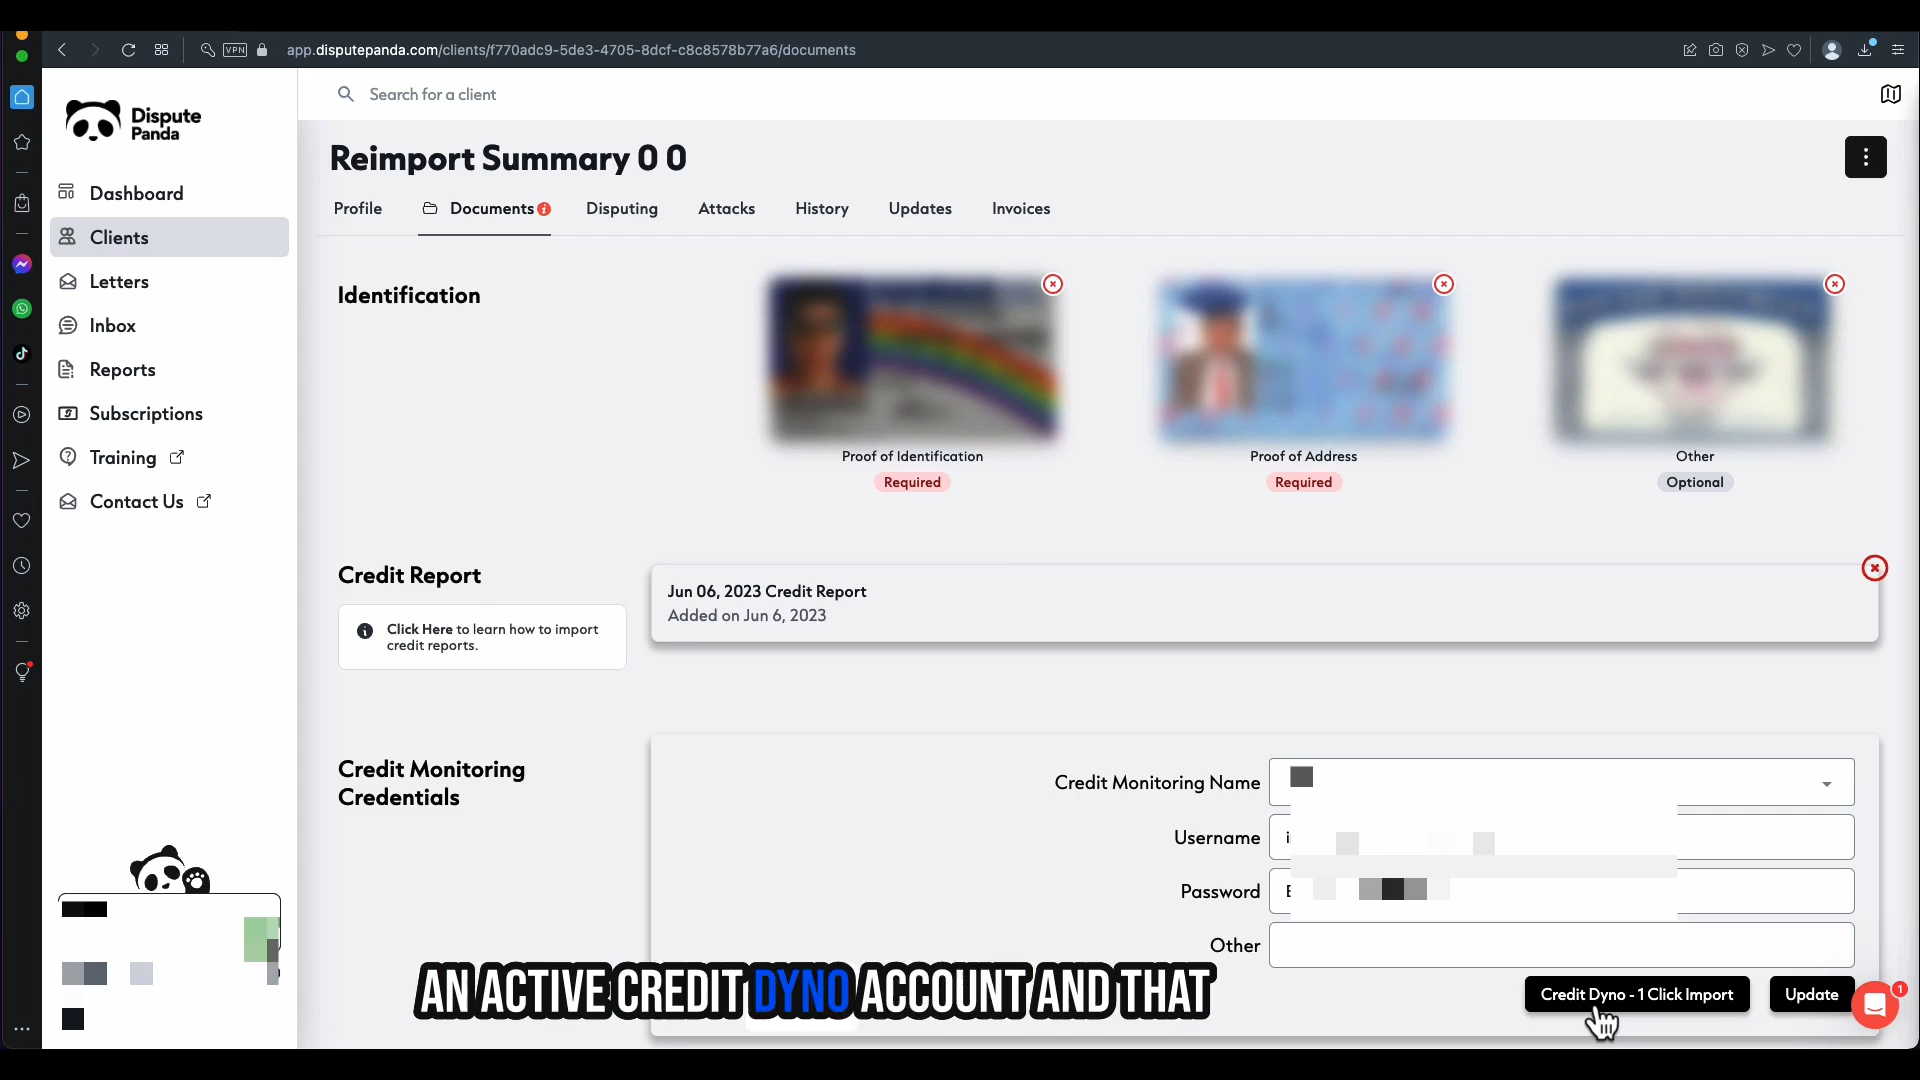 VPN
app.disputepanda.com/clients/f770adc9-5de3-4705-8dcf-c8c8578b77a6/documents
Dispute
Panda
Search for a client
Reimport Summary 0 0
Profile
Documents
Disputing
Attacks
History
Updates
Invoices
Dashboard
Clients
Letters
Inbox
Reports
Subscriptions
Training
Contact Us
Identification
Proof of Identification
Required
Proof of Address
Required
Other
Optional
Credit Report
Click Here to learn how to import
credit reports.
Jun 06, 2023 Credit Report
Added on Jun 6, 2023
Credit Monitoring
Credentials
Credit Monitoring Name
Username
Password
Other
Credit Dyno - 1 Click Import
Update
1
AN ACTIVE CREDIT DYNO ACCOUNT AND THAT